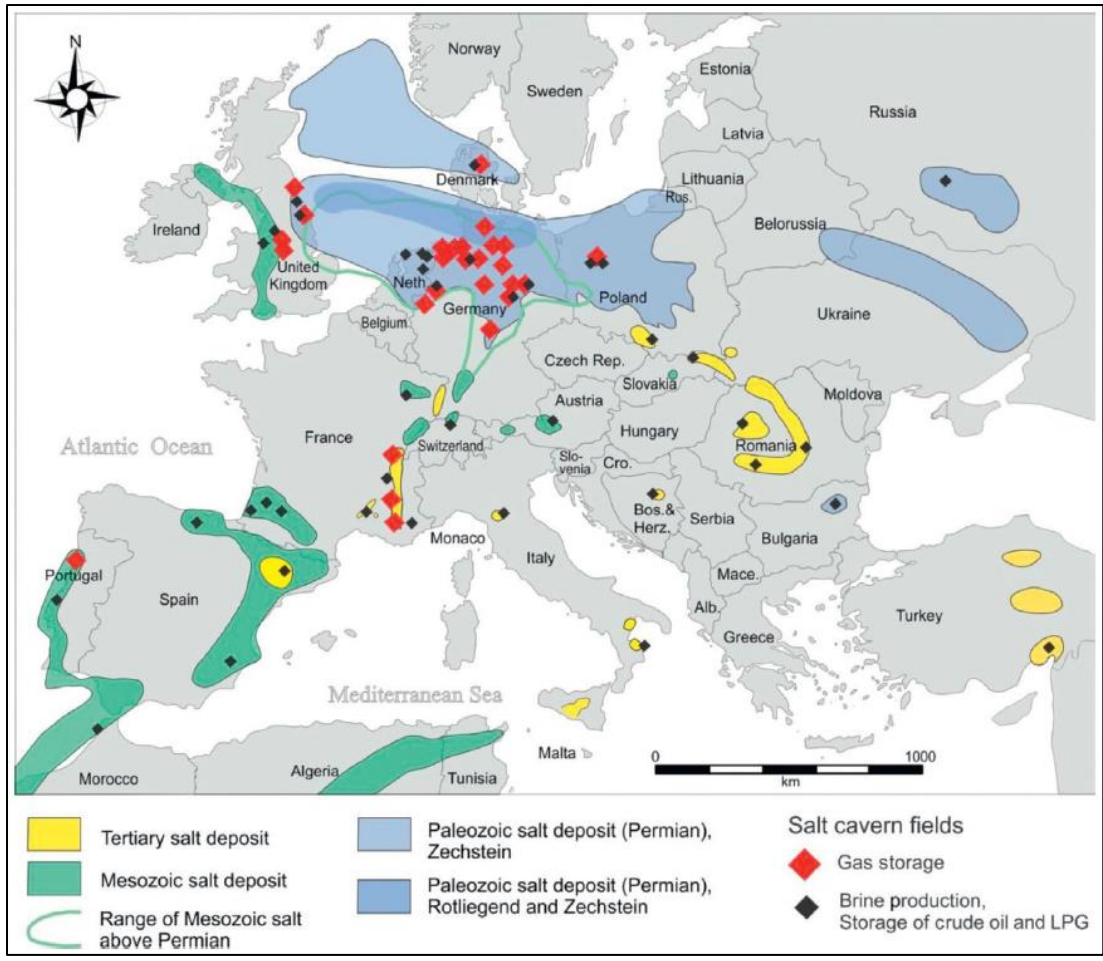 N
Norway
Sweden
Estonia
Russia
Latvia
Denmark
Lithuania
Rus.
Ireland
Belorussia
United
Kingdom
Neth.
Poland
Germany
Belgium
Ukraine
Czech Rep.
Slovakia
Moldova
Austria
France
Hungary
Atlantic Ocean
Switzerland
Romania
Slo-
venia
Cro.
Bos.&
Herz.
Serbia
Monaco
Italy
Bulgaria
Portugal
Spain
Mace.
Alb.
Turkey
Greece
Mediterranean Sea
Malta
0
1000
km
Morocco
Algeria
Tunisia
Tertiary salt deposit
Mesozoic salt deposit
Range of Mesozoic salt
above Permian
Paleozoic salt deposit (Permian),
Zechstein
Paleozoic salt deposit (Permian),
Rotliegend and Zechstein
Salt cavern fields
Gas storage
Brine production,
Storage of crude oil and LPG